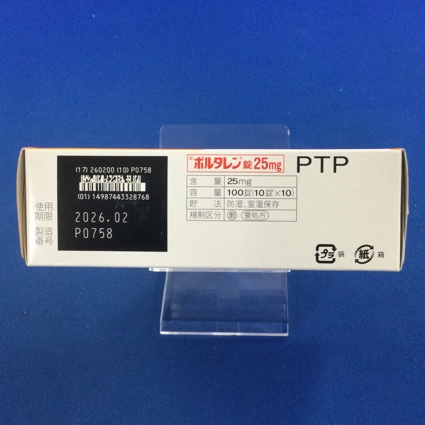 (17) 260200 (10) P0758
(01) 14987443328768
使用期限 2026.02
製造番号 P0758
ボルタレン錠25mg PTP
含量 25mg
容量 100錠(10錠×10)
貯法 防湿、室温保存
規制区分 劇 要処方
プラ 袋 紙 箱